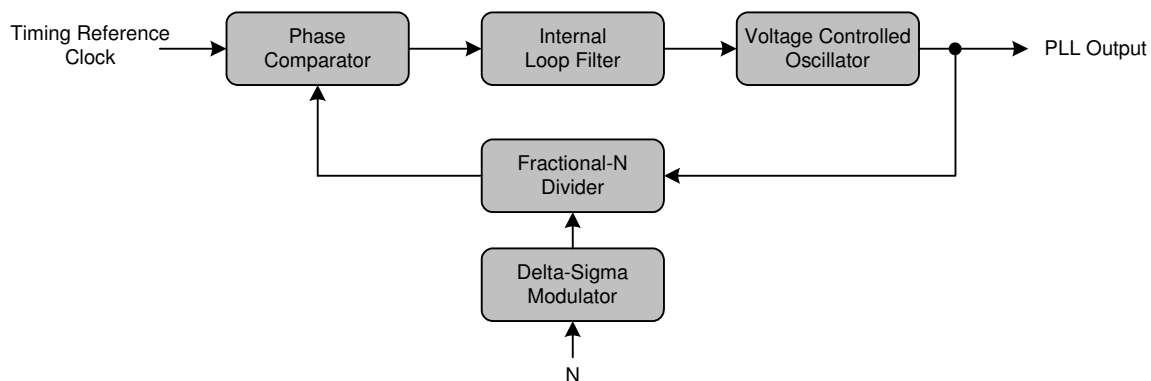 Timing Reference
Clock
Phase
Comparator
Internal
Loop Filter
Voltage Controlled
Oscillator
PLL Output
Fractional-N
Divider
Delta-Sigma
Modulator
N